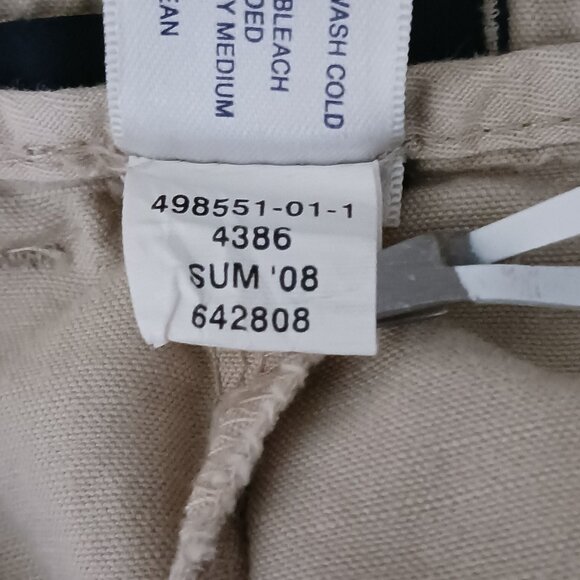 WASH COLD
BLEACH
DED
Y MEDIUM
EAN
498551-01-1
4386
SUM '08
642808